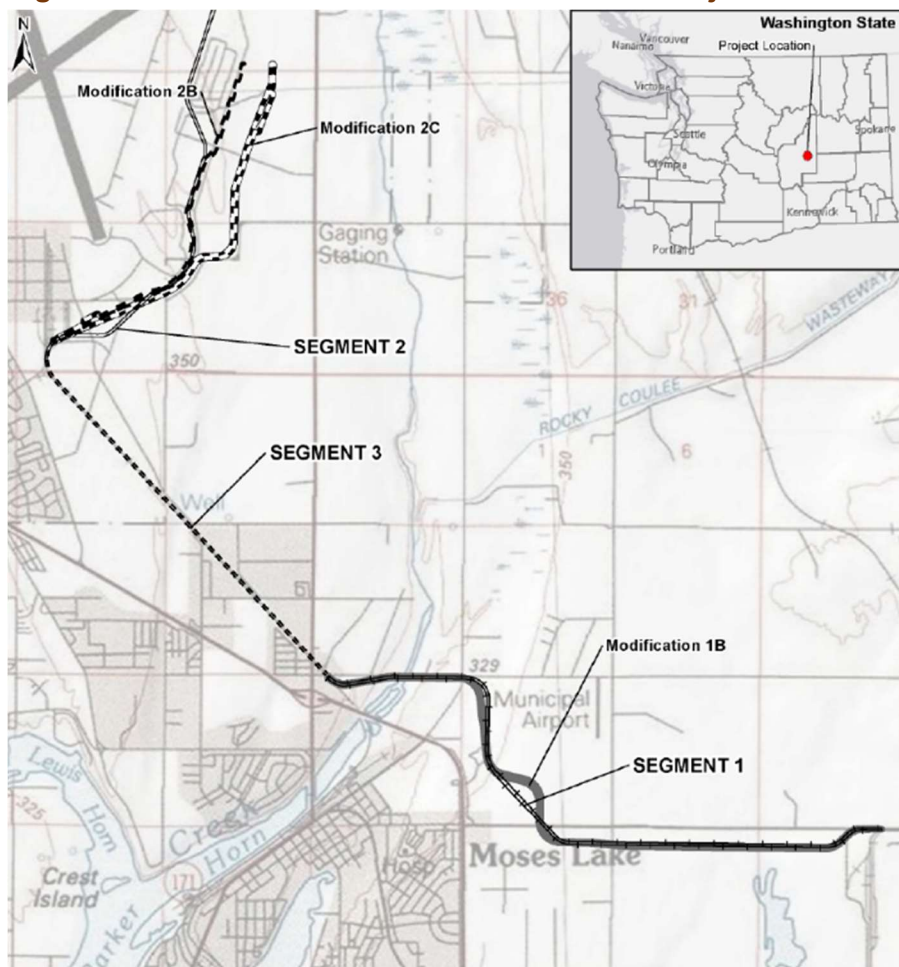 N
Washington State
Project Location
Vancouver
Nanaimo
Victoria
Seattle
Olympia
Spokane
Kennewick
Portland
Modification 2B
Modification 2C
Gaging
Station
36
31
WASTEWAY
SEGMENT 2
350
ROCKY COULEE
SEGMENT 3
1
350
6
Well
Modification 1B
329
Municipal
Airport
SEGMENT 1
Lewis
Horn
325
Crest
Island
Parker
Horn
171
Moses Lake